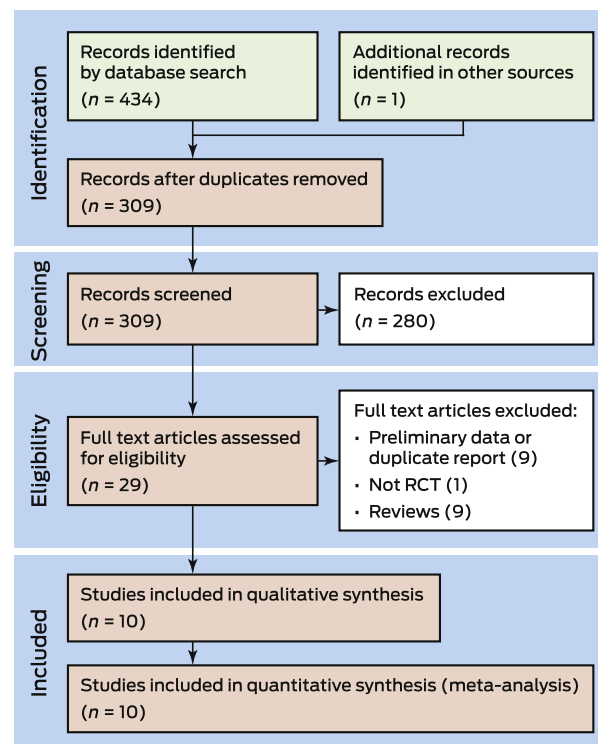 Identification
Records identified
by database search
(n = 434)
Additional records
identified in other sources
(n = 1)
Records after duplicates removed
(n = 309)
Screening
Records screened
(n = 309)
Records excluded
(n = 280)
Eligibility
Full text articles assessed
for eligibility
(n = 29)
Full text articles excluded:
· Preliminary data or
duplicate report (9)
· Not RCT (1)
· Reviews (9)
Included
Studies included in qualitative synthesis
(n = 10)
Studies included in quantitative synthesis (meta-analysis)
(n = 10)